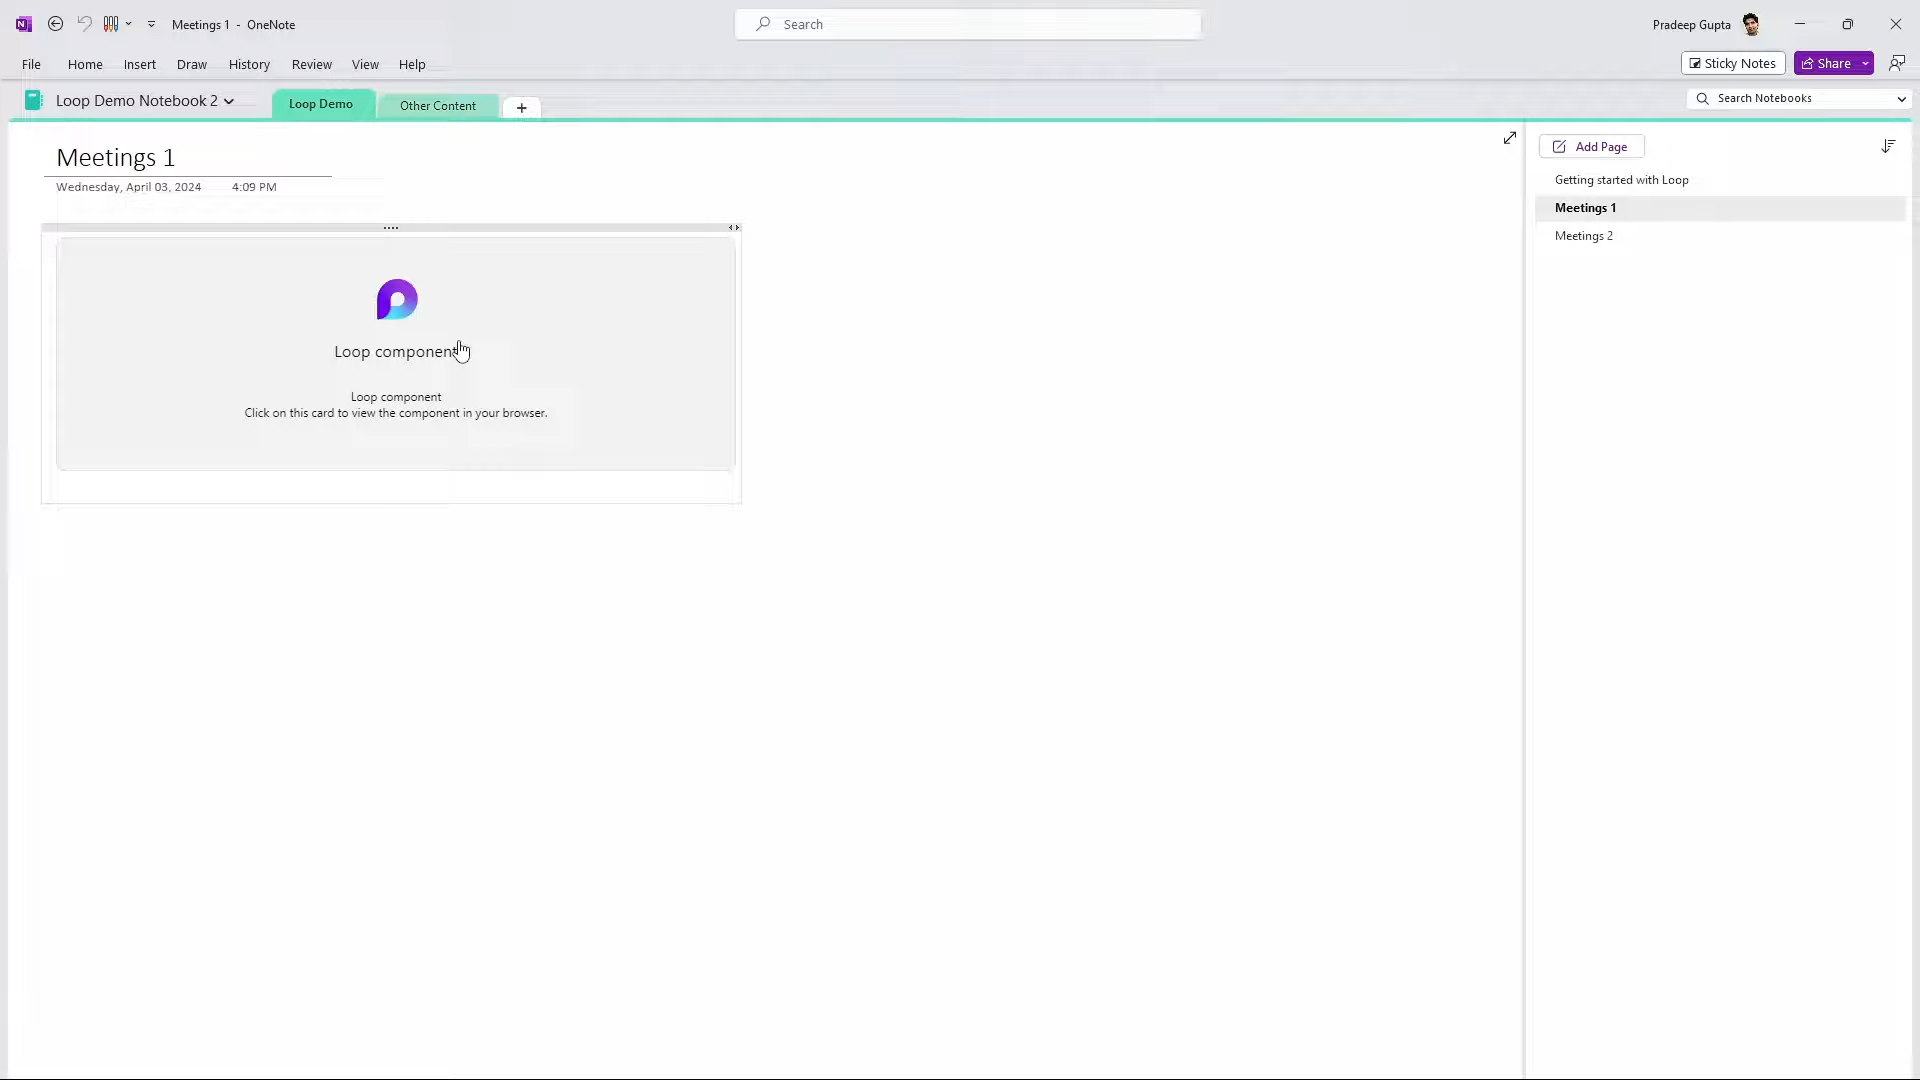 Meetings 1 - OneNote
Search
Pradeep Gupta
File Home Insert Draw History Review View Help
Sticky Notes
Share
Loop Demo Notebook 2
Loop Demo
Other Content
+
Search Notebooks
Meetings 1
Wednesday, April 03, 2024 4:09 PM
Loop component
Loop component
Click on this card to view the component in your browser.
Add Page
Getting started with Loop
Meetings 1
Meetings 2